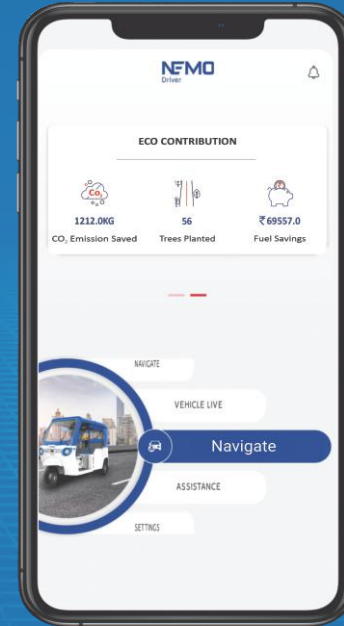 NEMO
Driver
ECO CONTRIBUTION
CO₂
1212.0KG
CO₂ Emission Saved
56
Trees Planted
₹69557.0
Fuel Savings
NAVIGATE
VEHICLE LIVE
Navigate
ASSISTANCE
SETTINGS